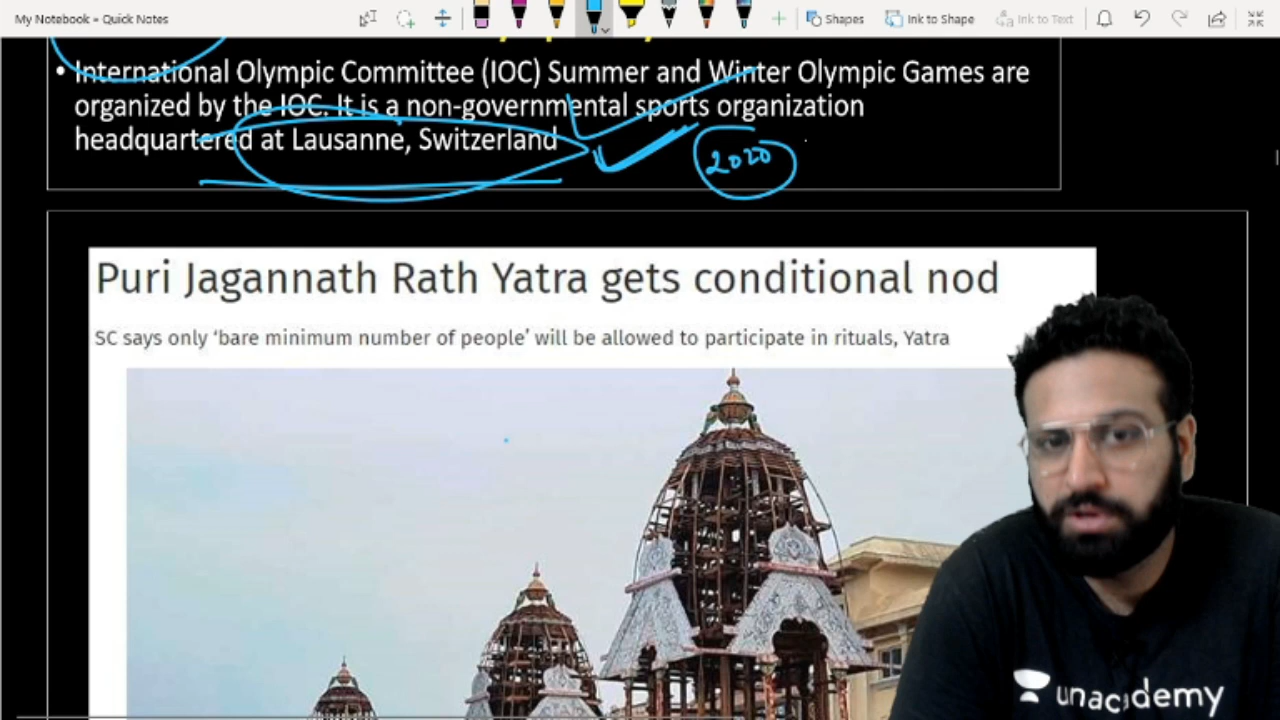 My Notebook » Quick Notes
Shapes
Ink to Shape
Ink to Text
• International Olympic Committee (IOC) Summer and Winter Olympic Games are
organized by the IOC. It is a non-governmental sports organization
headquartered at Lausanne, Switzerland
2020
Puri Jagannath Rath Yatra gets conditional nod
SC says only ‘bare minimum number of people’ will be allowed to participate in rituals, Yatra
unacademy